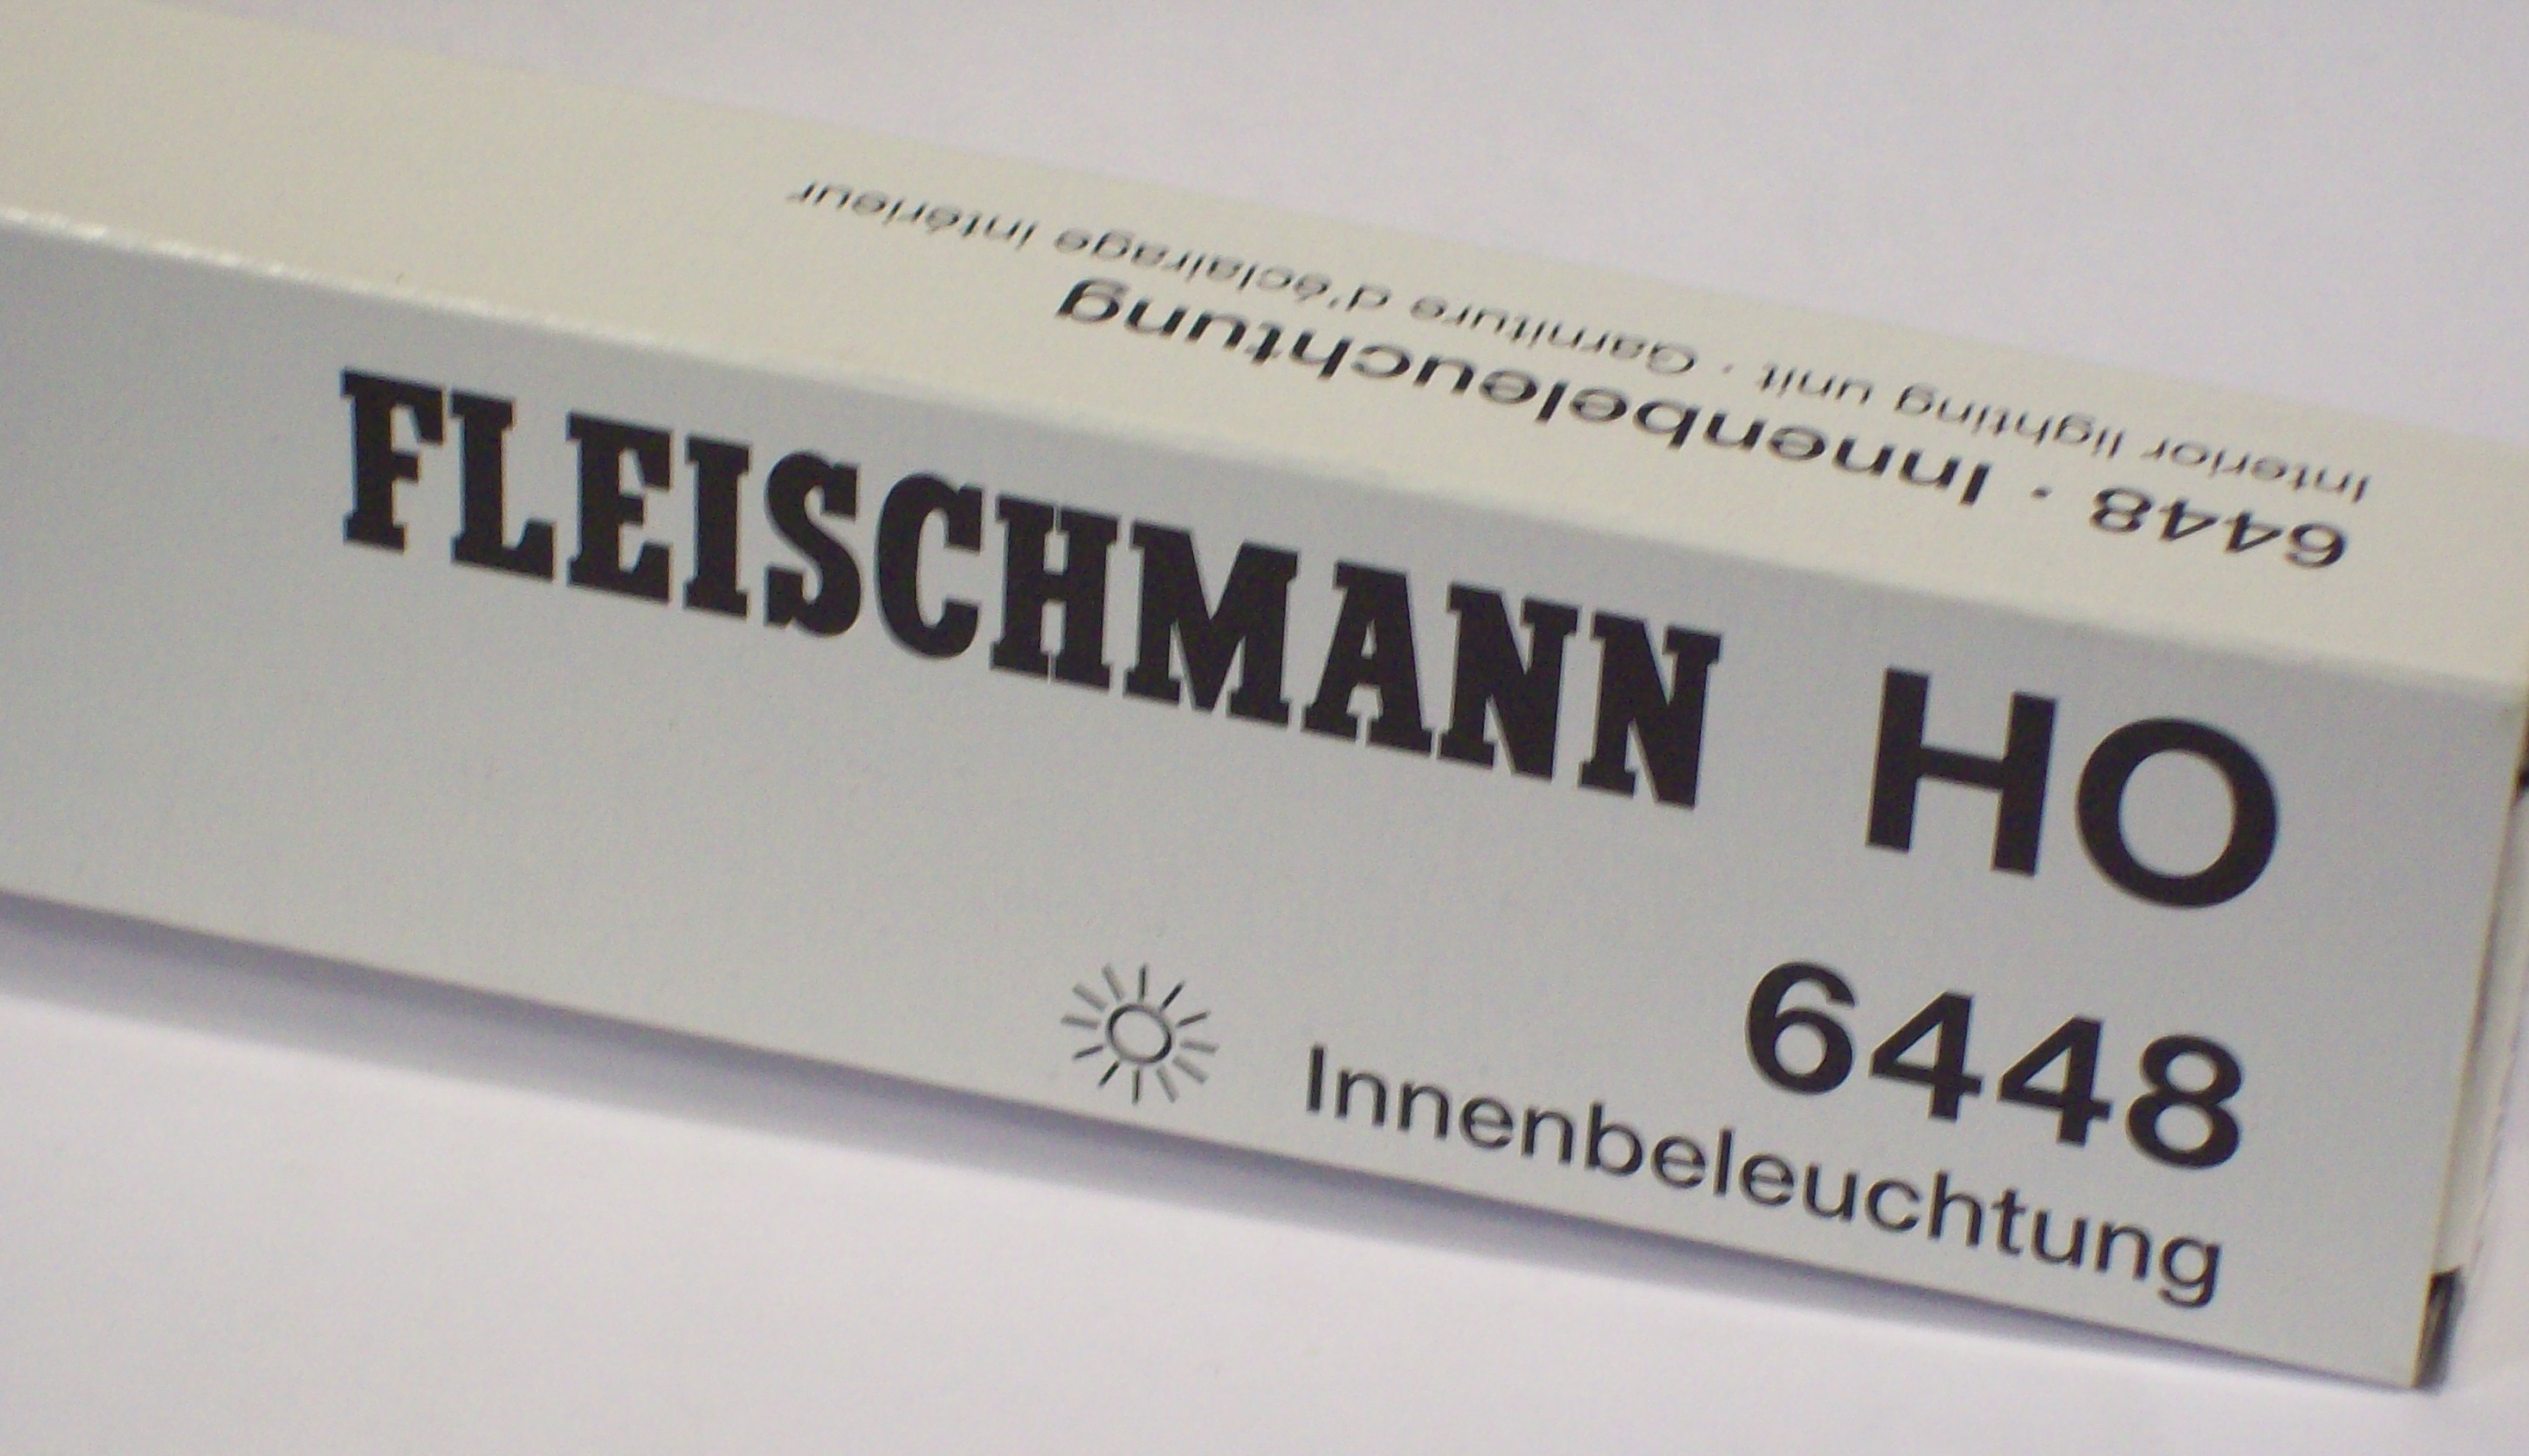 FLEISCHMANN HO
6448
Innenbeleuchtung
6448 · Innenbeleuchtung
Interior lighting unit · Garniture d'éclairage intérieur